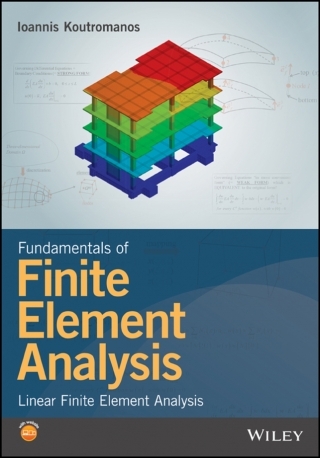 Ioannis Koutromanos
Fundamentals of
Finite
Element
Analysis
Linear Finite Element Analysis
WILEY